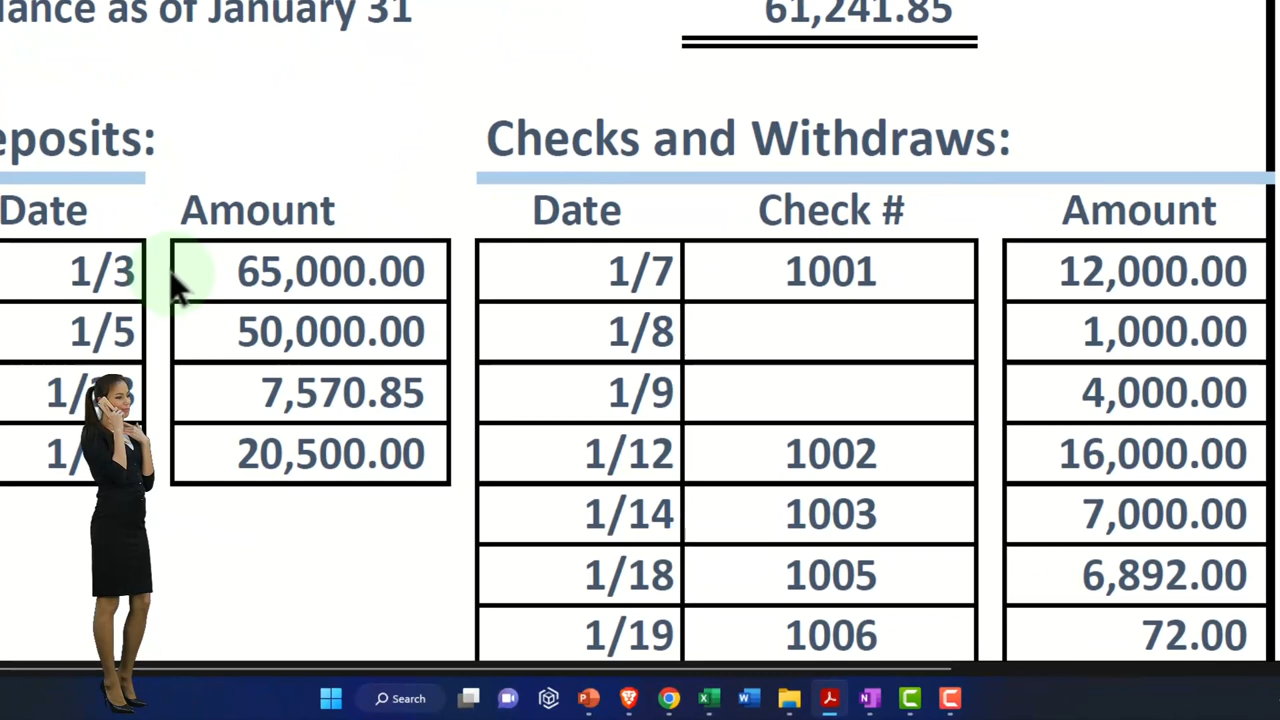 lance as of January 31 61,241.85
eposits: Checks and Withdraws:
Date Amount Date Check # Amount
1/3 65,000.00 1/7 1001 12,000.00
1/5 50,000.00 1/8 1,000.00
1/ 7,570.85 1/9 4,000.00
1/ 20,500.00 1/12 1002 16,000.00
1/14 1003 7,000.00
1/18 1005 6,892.00
1/19 1006 72.00
Search